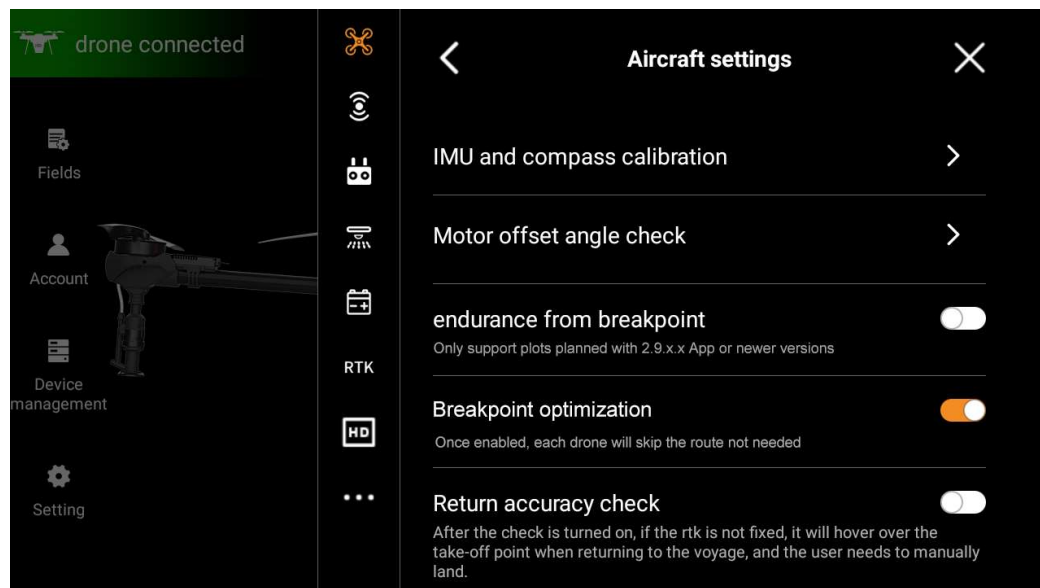 drone connected
Fields
Account
Device
management
Setting
RTK
HD
Aircraft settings
IMU and compass calibration
Motor offset angle check
endurance from breakpoint
Only support plots planned with 2.9.x.x App or newer versions
Breakpoint optimization
Once enabled, each drone will skip the route not needed
Return accuracy check
After the check is turned on, if the rtk is not fixed, it will hover over the
take-off point when returning to the voyage, and the user needs to manually
land.